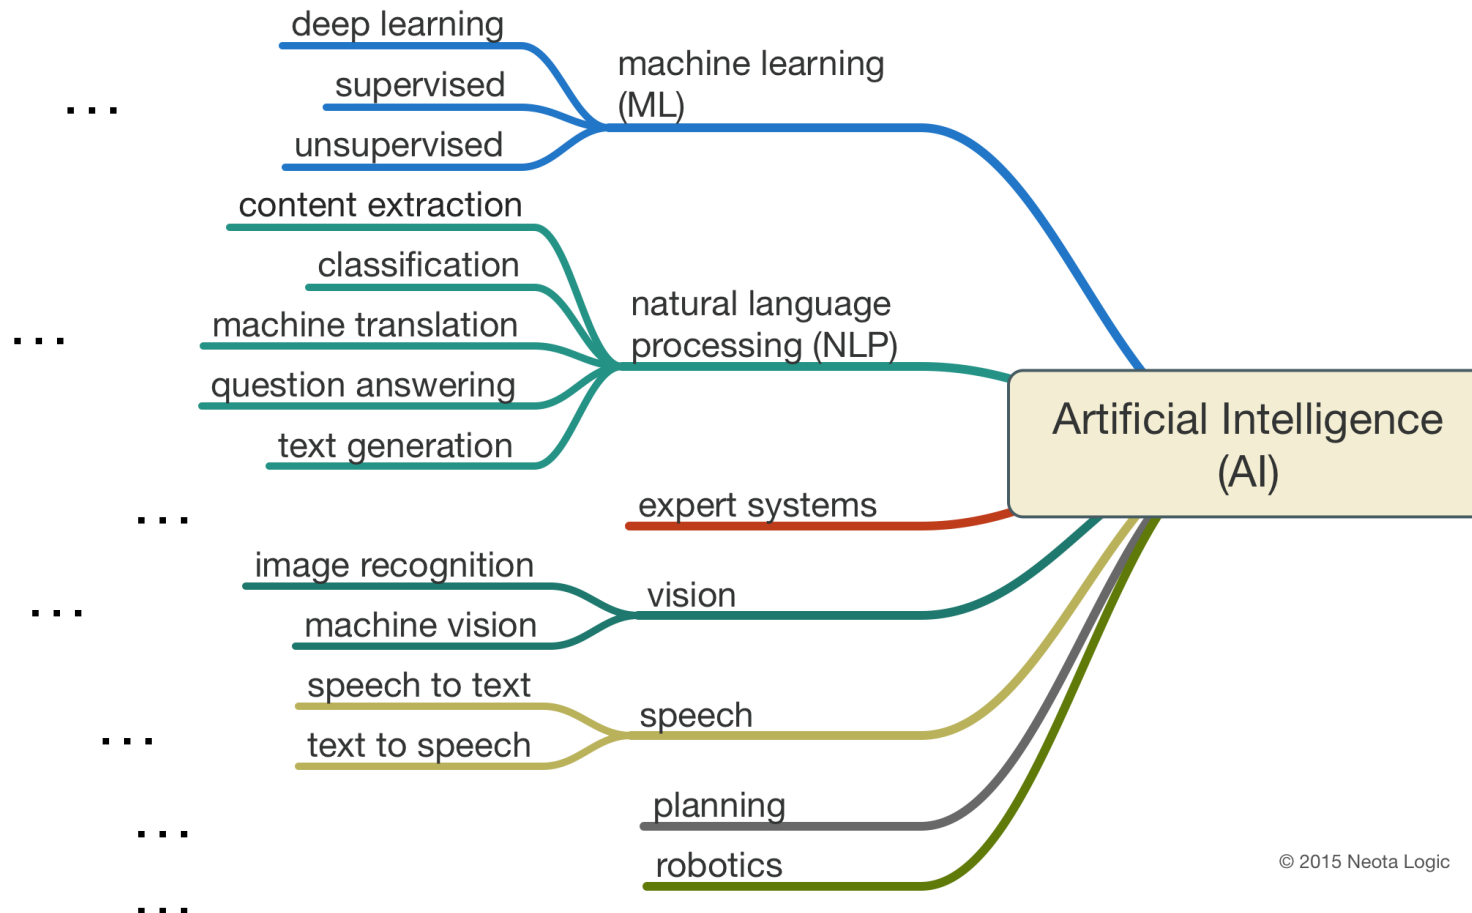 deep learning
supervised
unsupervised
machine learning
(ML)
...
content extraction
classification
machine translation
question answering
text generation
natural language
processing (NLP)
...
Artificial Intelligence
(AI)
expert systems
...
image recognition
machine vision
vision
...
speech to text
text to speech
speech
...
planning
...
robotics
...
© 2015 Neota Logic